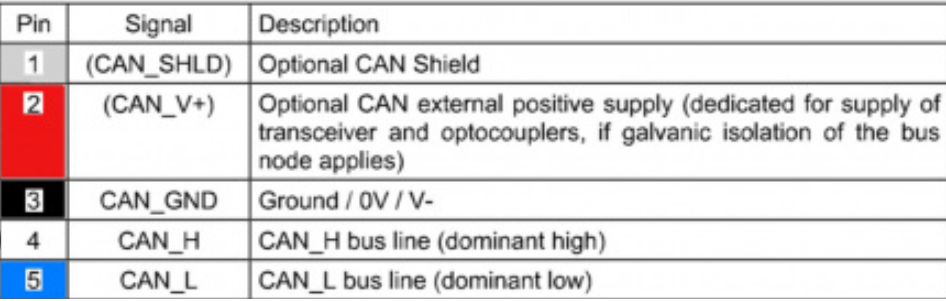 Pin Signal Description
1 (CAN_SHLD) Optional CAN Shield
2 (CAN_V+) Optional CAN external positive supply (dedicated for supply of
transceiver and optocouplers, if galvanic isolation of the bus
node applies)
3 CAN_GND Ground / 0V / V-
4 CAN_H CAN_H bus line (dominant high)
5 CAN_L CAN_L bus line (dominant low)